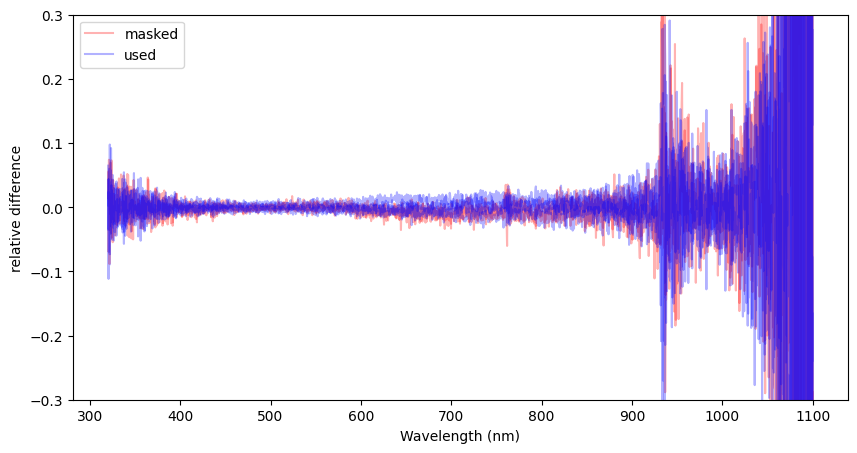 masked
used
0.3
0.2
0.1
0.0
−0.1
−0.2
−0.3
relative difference
300 400 500 600 700 800 900 1000 1100
Wavelength (nm)